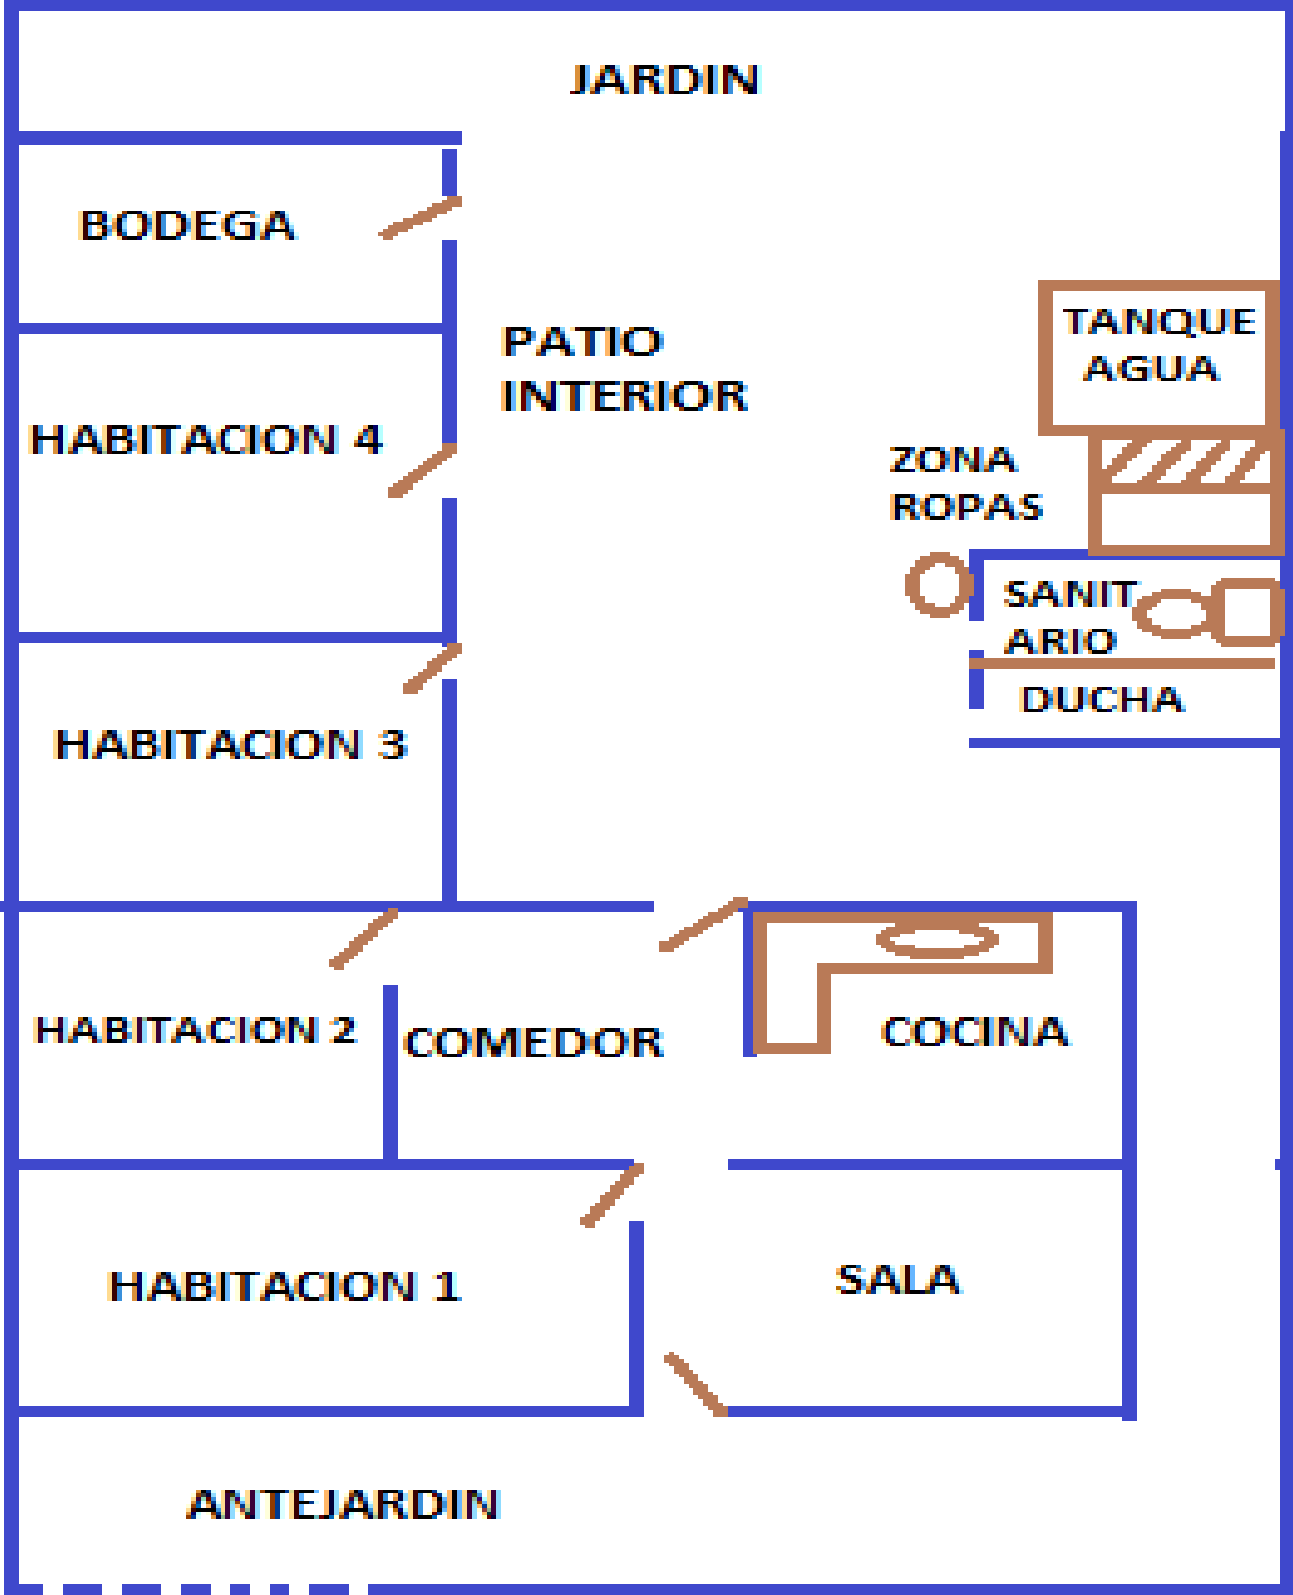 JARDIN
BODEGA
PATIO
INTERIOR
TANQUE
AGUA
HABITACION 4
ZONA
ROPAS
SANIT
ARIO
DUCHA
HABITACION 3
HABITACION 2
COMEDOR
COCINA
HABITACION 1
SALA
ANTEJARDIN